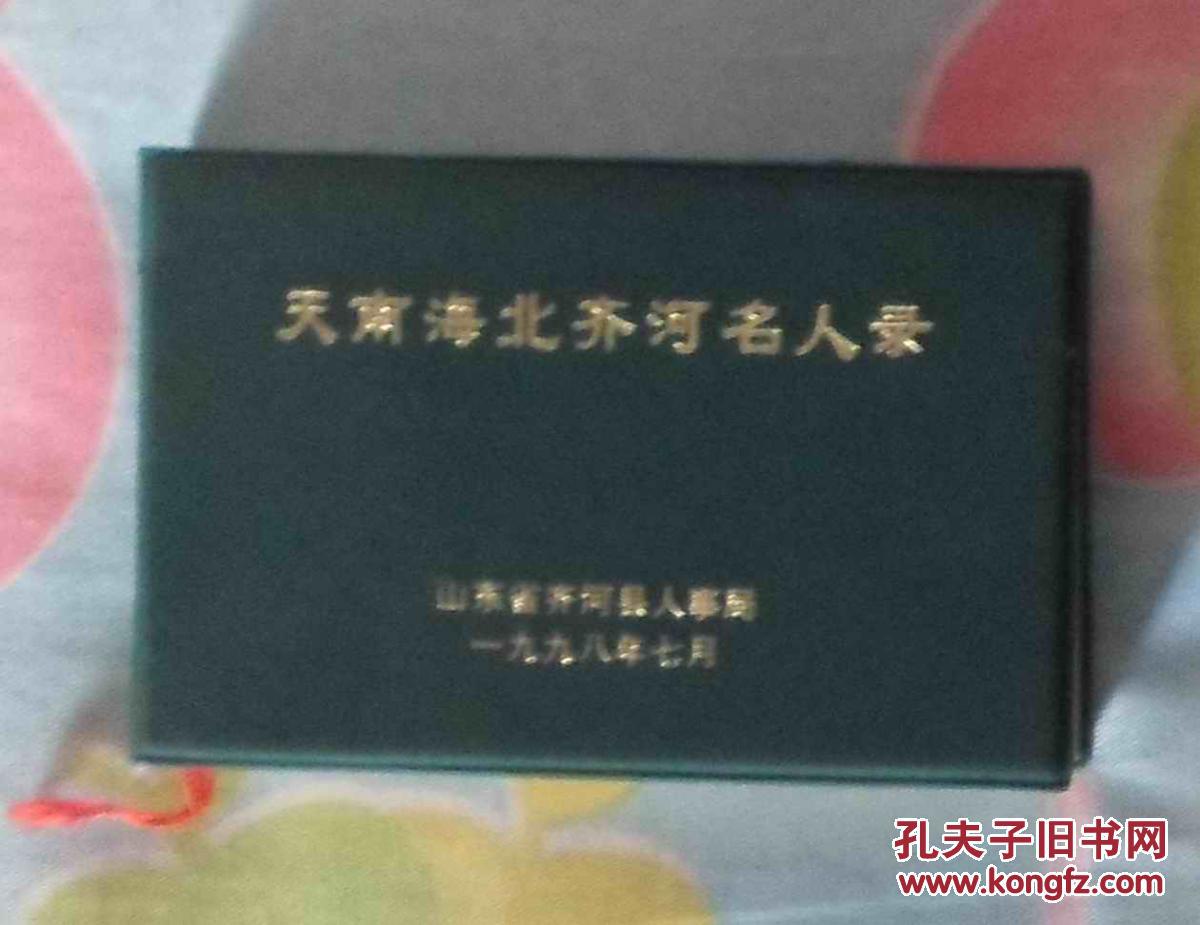 天南海北齐河名人录
山东省齐河县人事局
一九九八年七月
孔夫子旧书网
www.kongfz.com